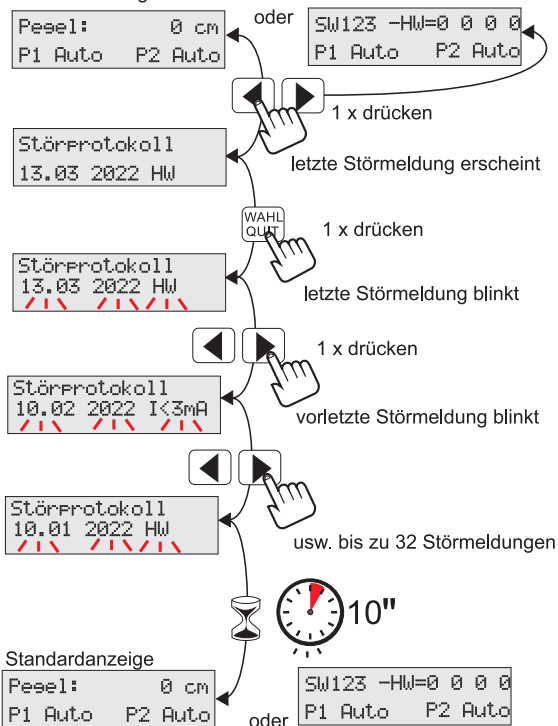 Pegel: 0 cm
P1 Auto P2 Auto
oder
SW123 -HW=0 0 0 0
P1 Auto P2 Auto
1 x drücken
Störprotokoll
13.03 2022 HW
letzte Störmeldung erscheint
WAHL
QUIT
1 x drücken
Störprotokoll
13.03 2022 HW
letzte Störmeldung blinkt
1 x drücken
Störprotokoll
10.02 2022 I<3mA
vorletzte Störmeldung blinkt
Störprotokoll
10.01 2022 HW
usw. bis zu 32 Störmeldungen
10"
Standardanzeige
Pegel: 0 cm
P1 Auto P2 Auto
oder
SW123 -HW=0 0 0 0
P1 Auto P2 Auto